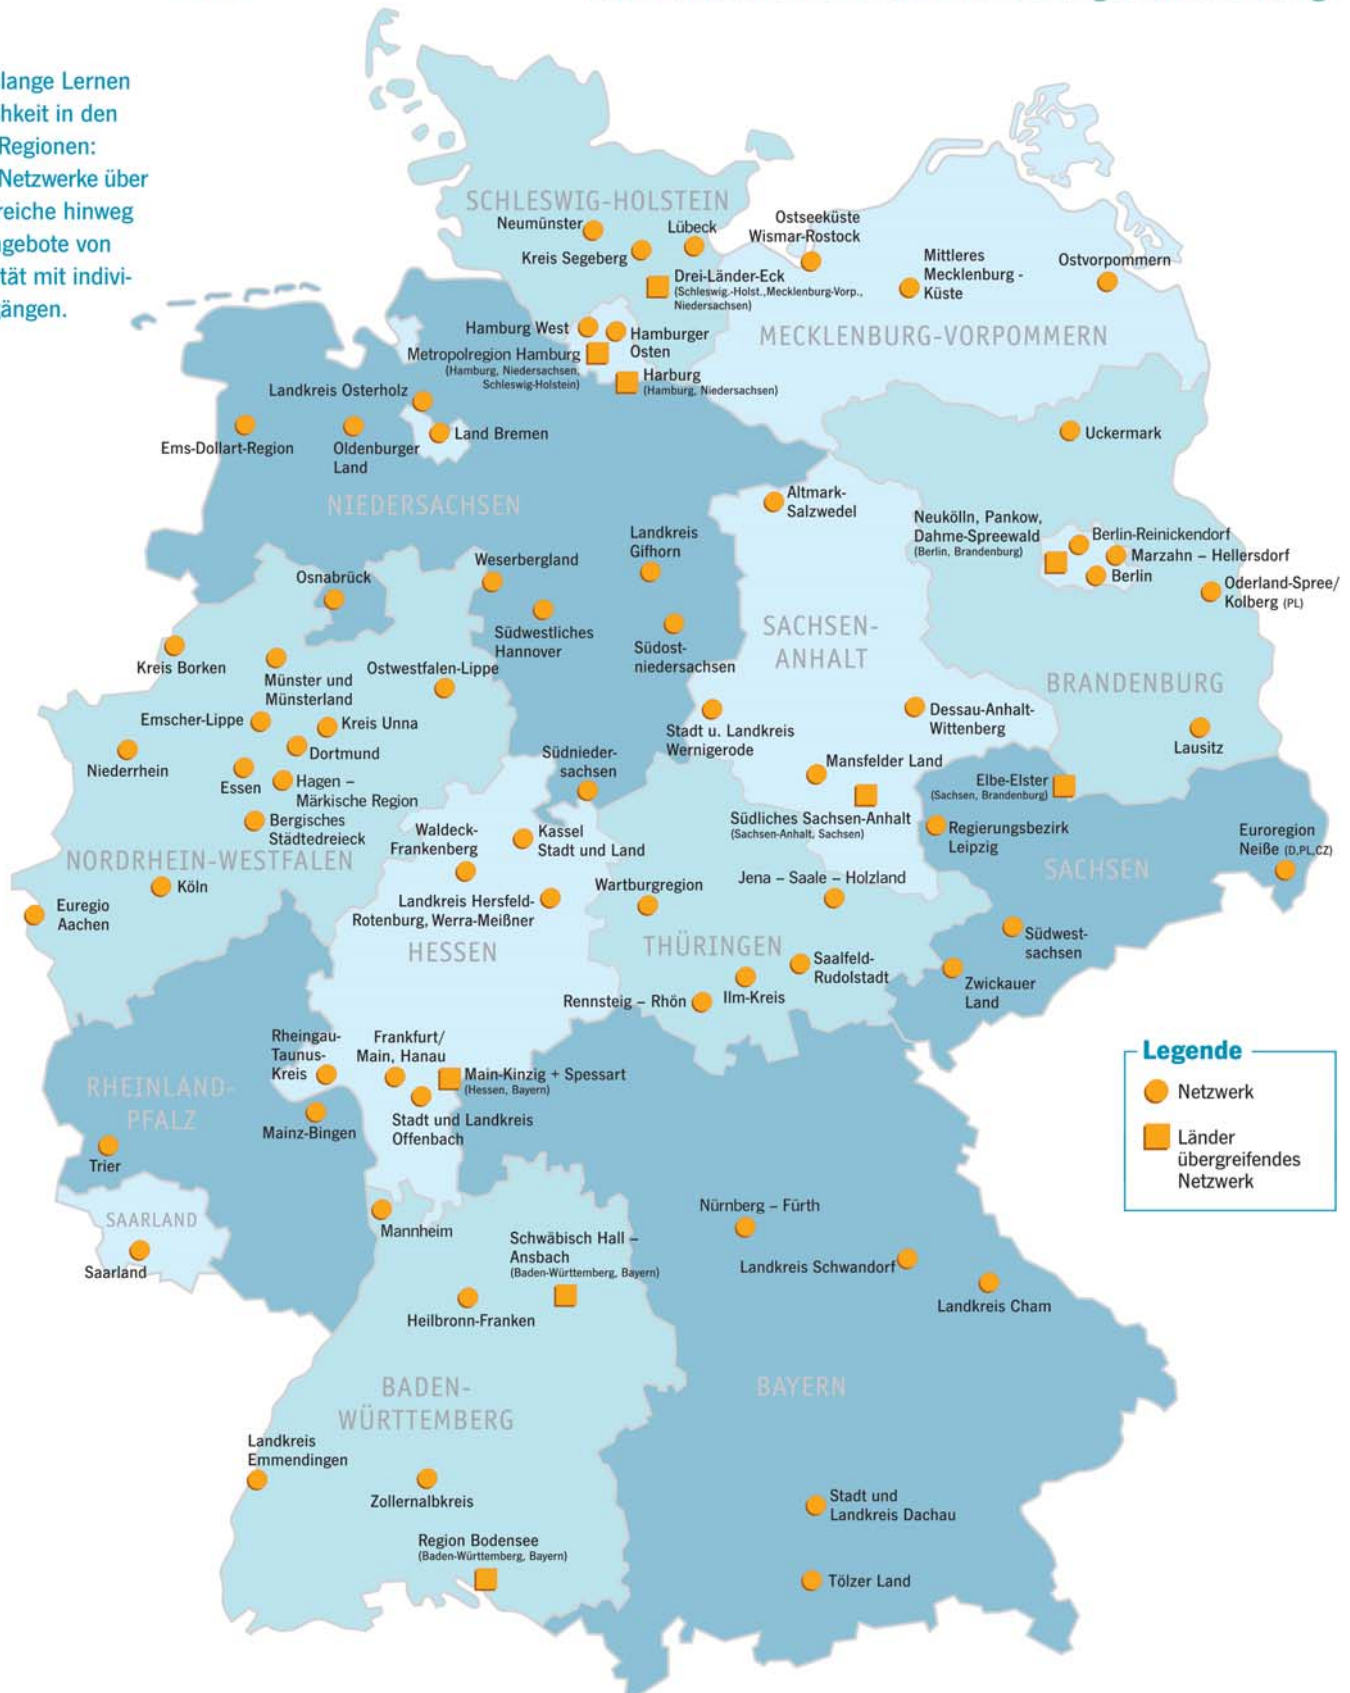 lange Lernen
hkeit in den
Regionen:
Netzwerke über
reiche hinweg
gebote von
tät mit indivi-
gängen.
SCHLESWIG-HOLSTEIN
Neumünster
Lübeck
Kreis Segeberg
Drei-Länder-Eck
(Schleswig.-Holst.,Mecklenburg-Vorp.,
Niedersachsen)
Ostseeküste
Wismar-Rostock
Mittleres
Mecklenburg -
Küste
Ostvorpommern
MECKLENBURG-VORPOMMERN
Hamburg West
Hamburger
Osten
Metropolregion Hamburg
(Hamburg, Niedersachsen,
Schleswig-Holstein)
Harburg
(Hamburg, Niedersachsen)
Landkreis Osterholz
Ems-Dollart-Region
Oldenburger
Land
Land Bremen
Uckermark
NIEDERSACHSEN
Altmark-
Salzwedel
Neukölln, Pankow,
Dahme-Spreewald
(Berlin, Brandenburg)
Berlin-Reinickendorf
Marzahn – Hellersdorf
Berlin
Oderland-Spree/
Kolberg (PL)
Landkreis
Gifhorn
Weserbergland
Osnabrück
Südwestliches
Hannover
Südost-
niedersachsen
SACHSEN-
ANHALT
BRANDENBURG
Kreis Borken
Münster und
Münsterland
Ostwestfalen-Lippe
Emscher-Lippe
Kreis Unna
Dortmund
Niederrhein
Essen
Hagen –
Märkische Region
Bergisches
Städtedreieck
Stadt u. Landkreis
Wernigerode
Dessau-Anhalt-
Wittenberg
Lausitz
Südnieder-
sachsen
Mansfelder Land
Elbe-Elster
(Sachsen, Brandenburg)
Südliches Sachsen-Anhalt
(Sachsen-Anhalt, Sachsen)
Regierungsbezirk
Leipzig
Euroregion
Neiße (D,PL,CZ)
SACHSEN
NORDRHEIN-WESTFALEN
Waldeck-
Frankenberg
Kassel
Stadt und Land
Köln
Euregio
Aachen
Landkreis Hersfeld-
Rotenburg, Werra-Meißner
Wartburgregion
Jena – Saale – Holzland
HESSEN
THÜRINGEN
Saalfeld-
Rudolstadt
Südwest-
sachsen
Zwickauer
Land
Rennsteig – Rhön
Ilm-Kreis
Rheingau-
Taunus-
Kreis
Frankfurt/
Main, Hanau
Main-Kinzig + Spessart
(Hessen, Bayern)
Stadt und Landkreis
Offenbach
RHEINLAND-
PFALZ
Mainz-Bingen
Trier
Legende
Netzwerk
Länder
übergreifendes
Netzwerk
SAARLAND
Saarland
Mannheim
Nürnberg – Fürth
Schwäbisch Hall –
Ansbach
(Baden-Württemberg, Bayern)
Landkreis Schwandorf
Landkreis Cham
Heilbronn-Franken
BADEN-
WÜRTTEMBERG
BAYERN
Landkreis
Emmendingen
Zollernalbkreis
Stadt und
Landkreis Dachau
Region Bodensee
(Baden-Württemberg, Bayern)
Tölzer Land